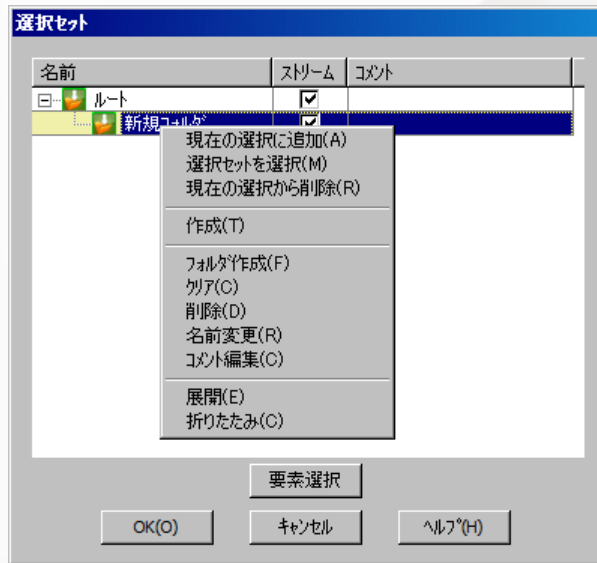 選択ｾｯﾄ
名前 ｽﾄﾘｰﾑ ｺﾒﾝﾄ
ﾙｰﾄ
新規ﾌｫﾙﾀﾞ
現在の選択に追加(A)
選択ｾｯﾄを選択(M)
現在の選択から削除(R)
作成(T)
ﾌｫﾙﾀﾞ作成(F)
ｸﾘｱ(C)
削除(D)
名前変更(R)
ｺﾒﾝﾄ編集(C)
展開(E)
折りたたみ(C)
要素選択
OK(O) ｷｬﾝｾﾙ ﾍﾙﾌﾟ(H)